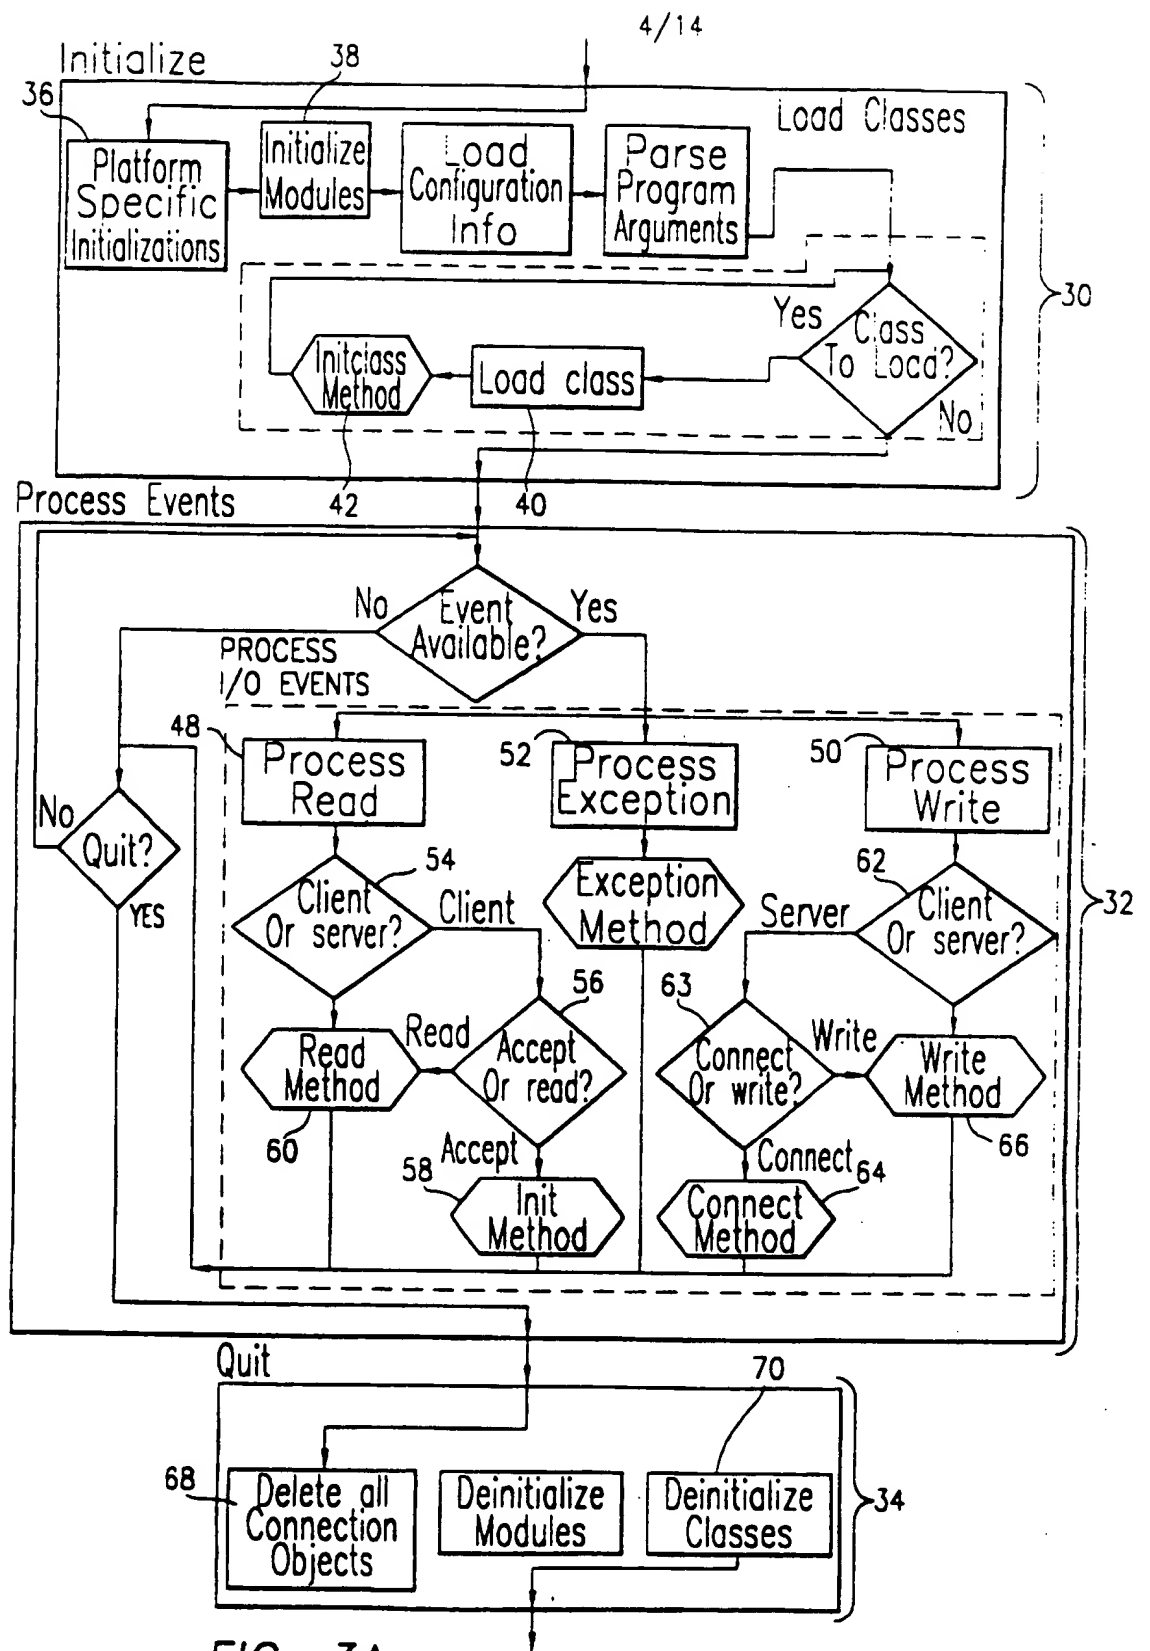 4/14
Initialize
38
36
Load Classes
Platform
Specific
Initializations
Initialize
Modules
Load
Configuration
Info
Parse
Program
Arguments
30
Yes
Class
To Load?
No
Initclass
Method
Load class
42
40
Process Events
No
Event
Available?
Yes
PROCESS
/O EVENTS
48
Process
Read
52
Process
Exception
50
Process
Write
No
Quit?
YES
54
Client
Or server?
Client
Exception
Method
Server
62
Client
Or server?
32
56
63
Read
Method
Read
Accept
Or read?
Connect
Or write?
Write
Write
Method
60
Accept
58
Init
Method
Connect
64
Connect
Method
66
Quit
70
68
Delete all
Connection
Objects
Deinitialize
Modules
Deinitialize
Classes
34
FIG. 3A